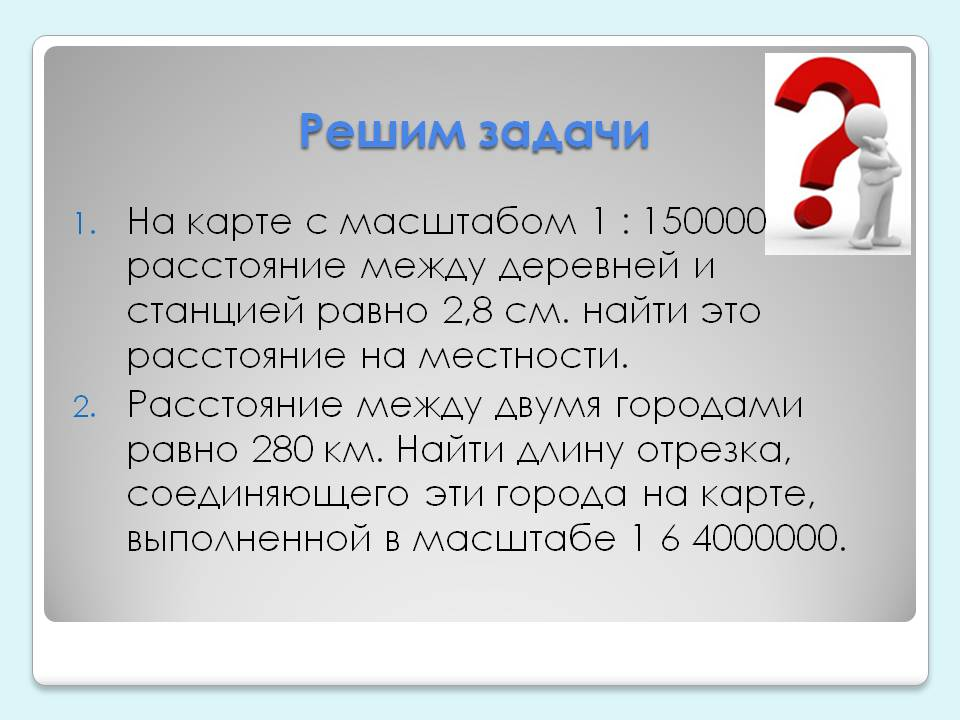 Решим задачи
1. На карте с масштабом 1 : 150000
расстояние между деревней и
станцией равно 2,8 см. найти это
расстояние на местности.
2. Расстояние между двумя городами
равно 280 км. Найти длину отрезка,
соединяющего эти города на карте,
выполненной в масштабе 1 6 4000000.